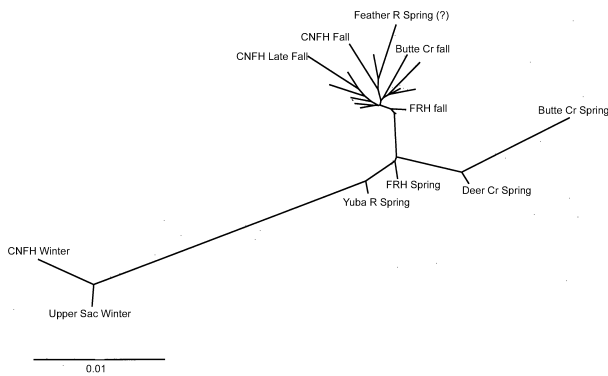 Feather R Spring (?)
CNFH Fall
Butte Cr fall
CNFH Late Fall
FRH fall
Butte Cr Spring
FRH Spring
Deer Cr Spring
Yuba R Spring
CNFH Winter
Upper Sac Winter
0.01